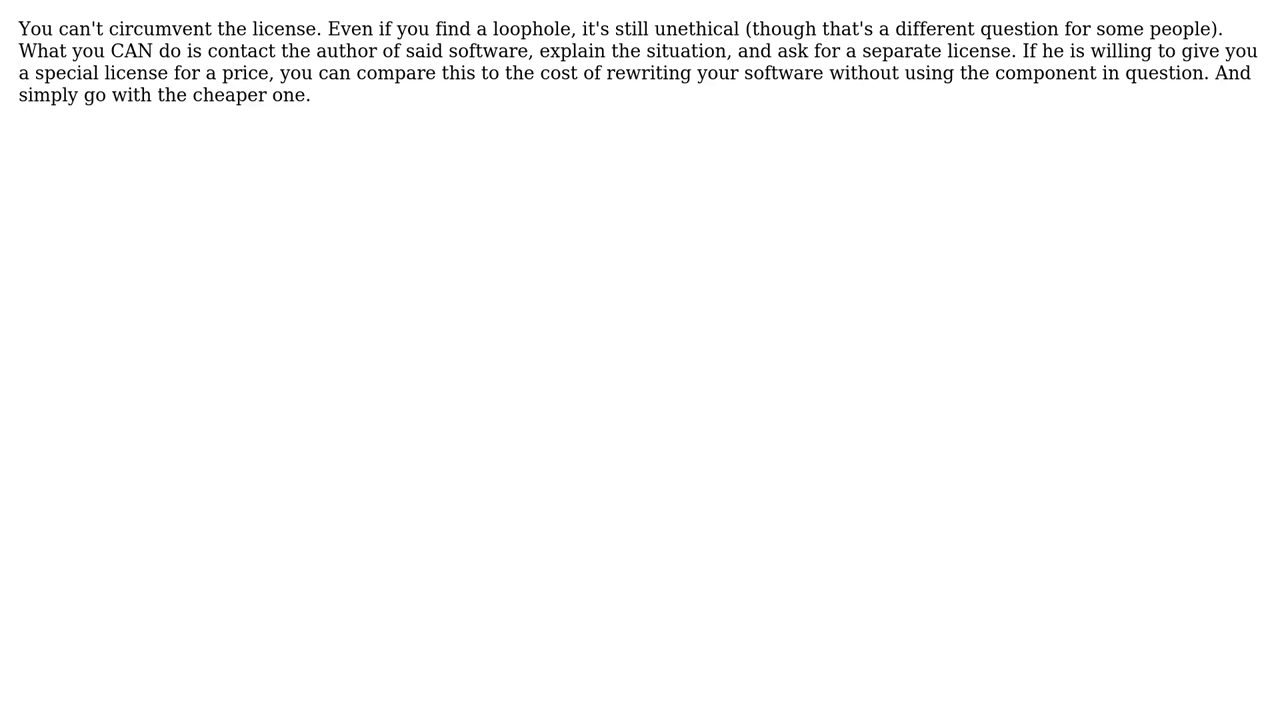 You can't circumvent the license. Even if you find a loophole, it's still unethical (though that's a different question for some people).
What you CAN do is contact the author of said software, explain the situation, and ask for a separate license. If he is willing to give you
a special license for a price, you can compare this to the cost of rewriting your software without using the component in question. And
simply go with the cheaper one.